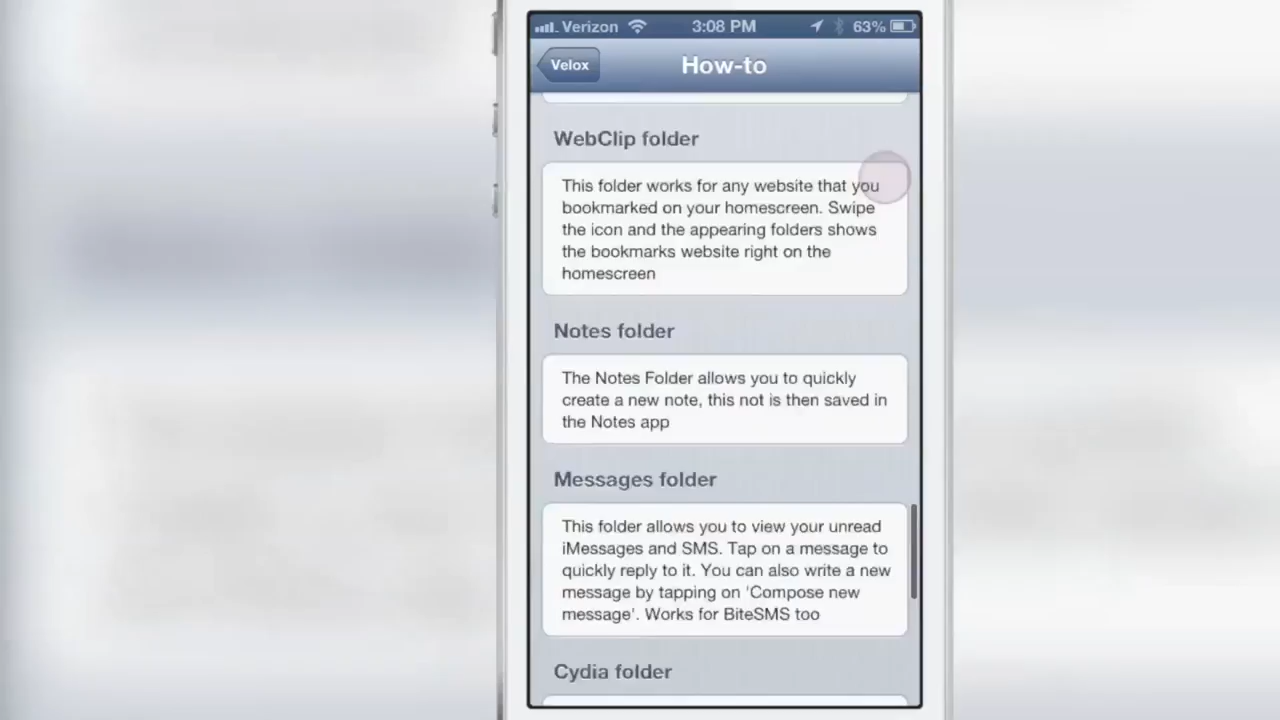 Verizon 3:08 PM 63%
Velox How-to
WebClip folder
This folder works for any website that you
bookmarked on your homescreen. Swipe
the icon and the appearing folders shows
the bookmarks website right on the
homescreen
Notes folder
The Notes Folder allows you to quickly
create a new note, this not is then saved in
the Notes app
Messages folder
This folder allows you to view your unread
iMessages and SMS. Tap on a message to
quickly reply to it. You can also write a new
message by tapping on 'Compose new
message'. Works for BiteSMS too
Cydia folder